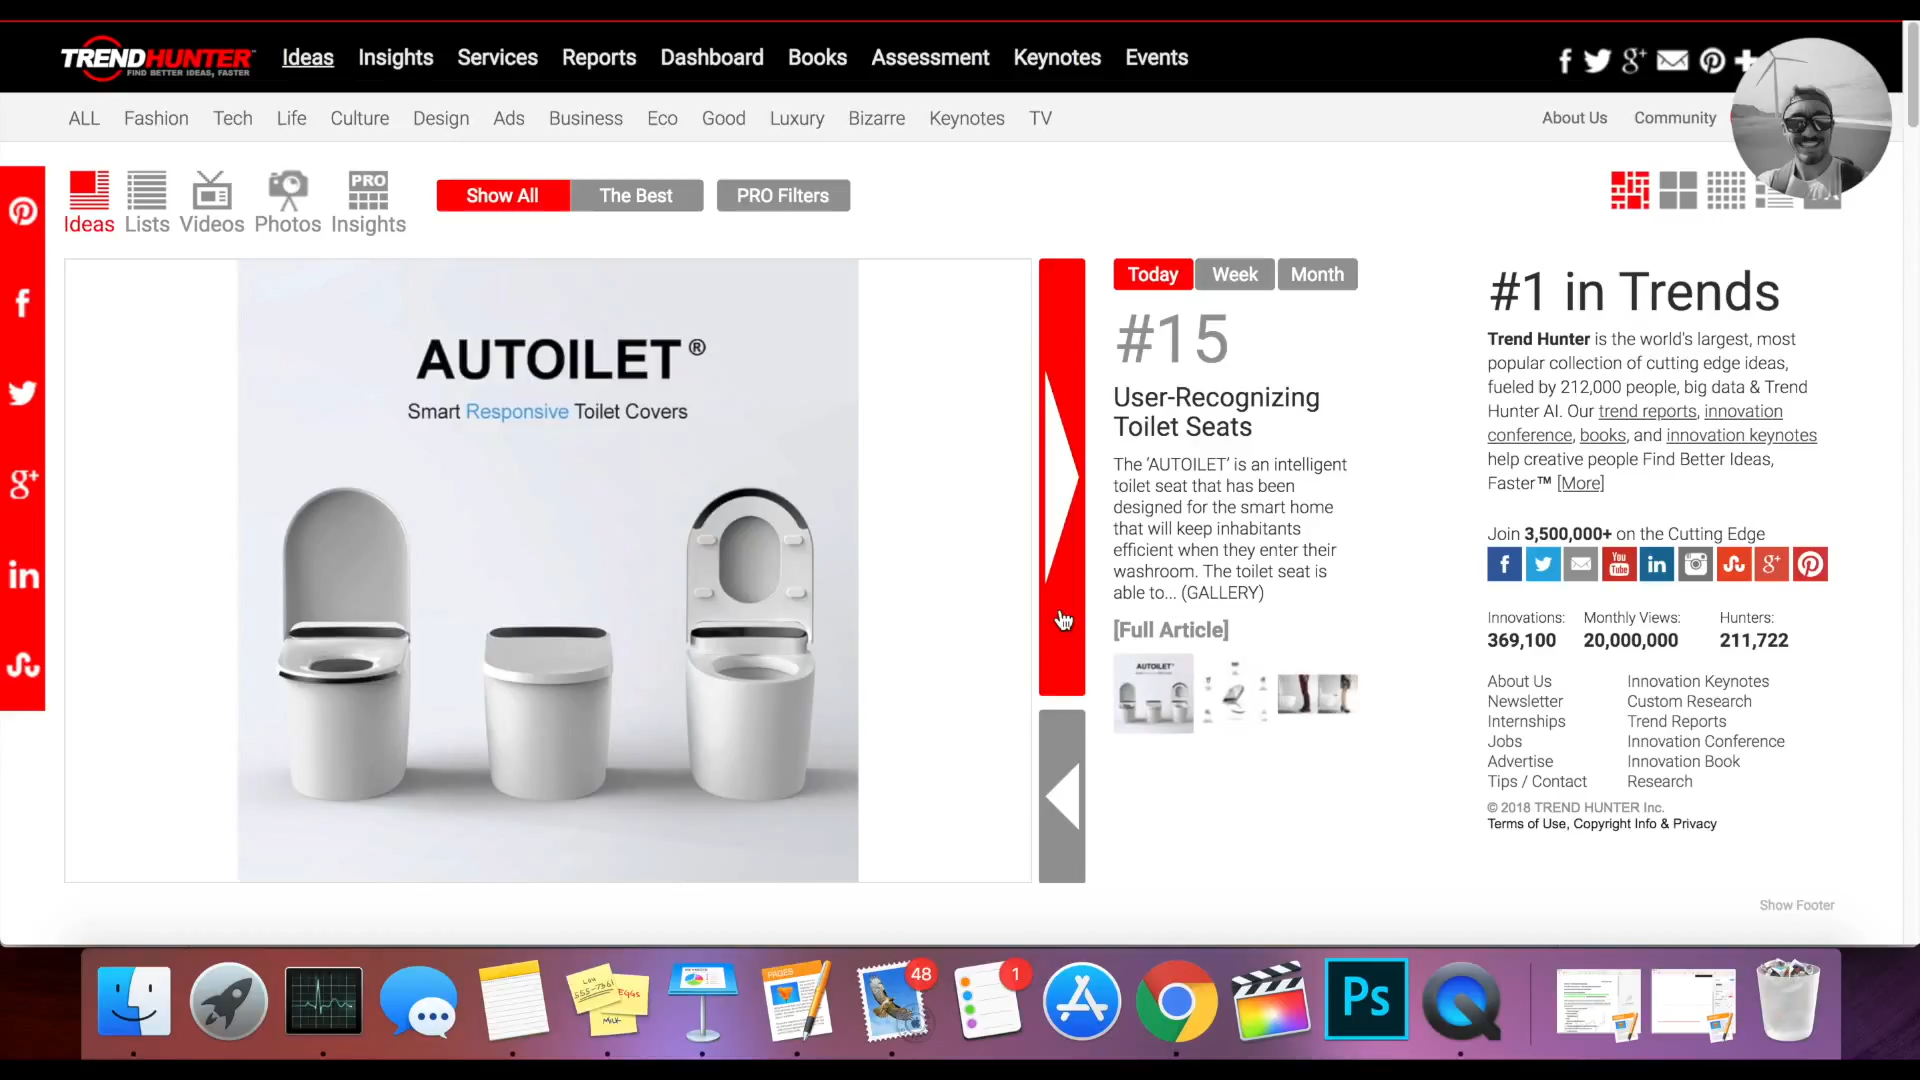 TRENDHUNTER
FIND BETTER IDEAS, FASTER
Ideas Insights Services Reports Dashboard Books Assessment Keynotes Events
ALL Fashion Tech Life Culture Design Ads Business Eco Good Luxury Bizarre Keynotes TV
About Us Community
PRO
Ideas Lists Videos Photos Insights
Show All The Best PRO Filters
AUTOILET®
Smart Responsive Toilet Covers
Today Week Month
#15
User-Recognizing
Toilet Seats
The ‘AUTOILET’ is an intelligent
toilet seat that has been
designed for the smart home
that will keep inhabitants
efficient when they enter their
washroom. The toilet seat is
able to... (GALLERY)
[Full Article]
AUTOILET
#1 in Trends
Trend Hunter is the world's largest, most
popular collection of cutting edge ideas,
fueled by 212,000 people, big data & Trend
Hunter AI. Our trend reports, innovation
conference, books, and innovation keynotes
help creative people Find Better Ideas,
Faster™ [More]
Join 3,500,000+ on the Cutting Edge
You Tube
Innovations: Monthly Views: Hunters:
369,100 20,000,000 211,722
About Us Innovation Keynotes
Newsletter Custom Research
Internships Trend Reports
Jobs Innovation Conference
Advertise Innovation Book
Tips / Contact Research
© 2018 TREND HUNTER Inc.
Terms of Use, Copyright Info & Privacy
Show Footer
555-7361
EGGS
MILK
PAGES
48
1
Ps